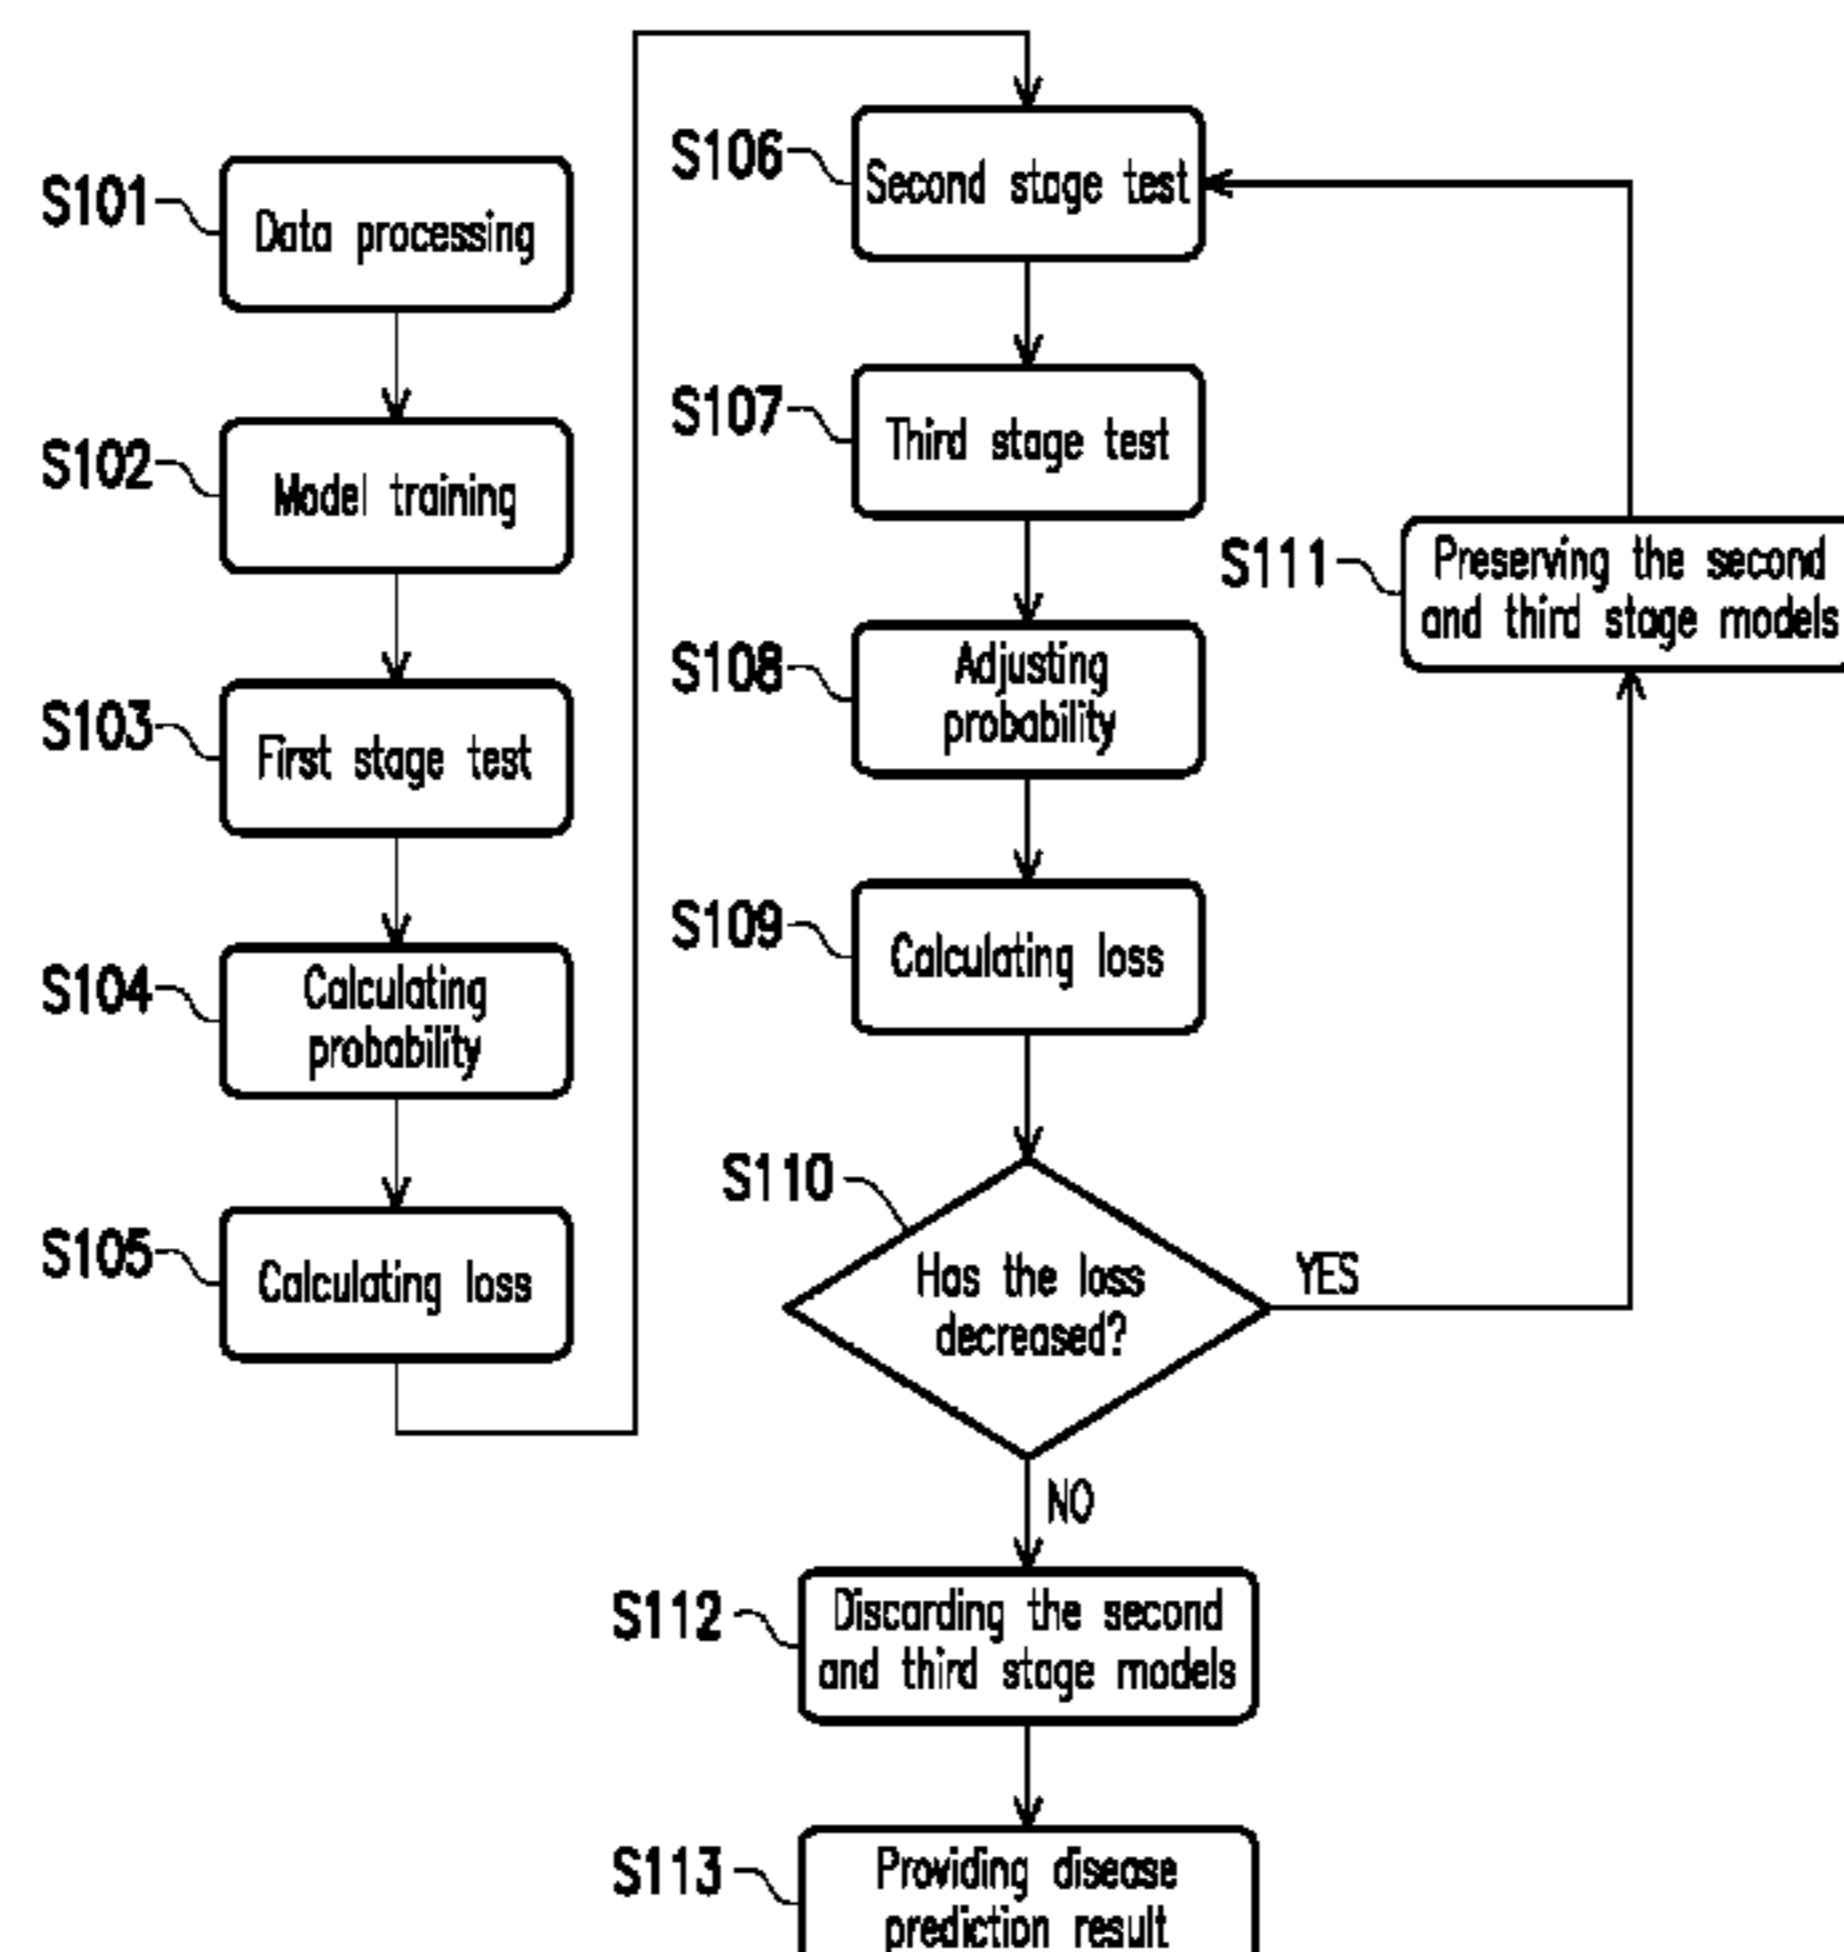 S101
Data processing
S102
Model training
S103
First stage test
S104
Calculating
probability
S105
Calculating loss
S106
Second stage test
S107
Third stage test
S108
Adjusting
probability
S109
Calculating loss
S110
Has the loss
decreased?
YES
NO
S111
Preserving the second
and third stage models
S112
Discarding the second
and third stage models
S113
Providing disease
prediction result